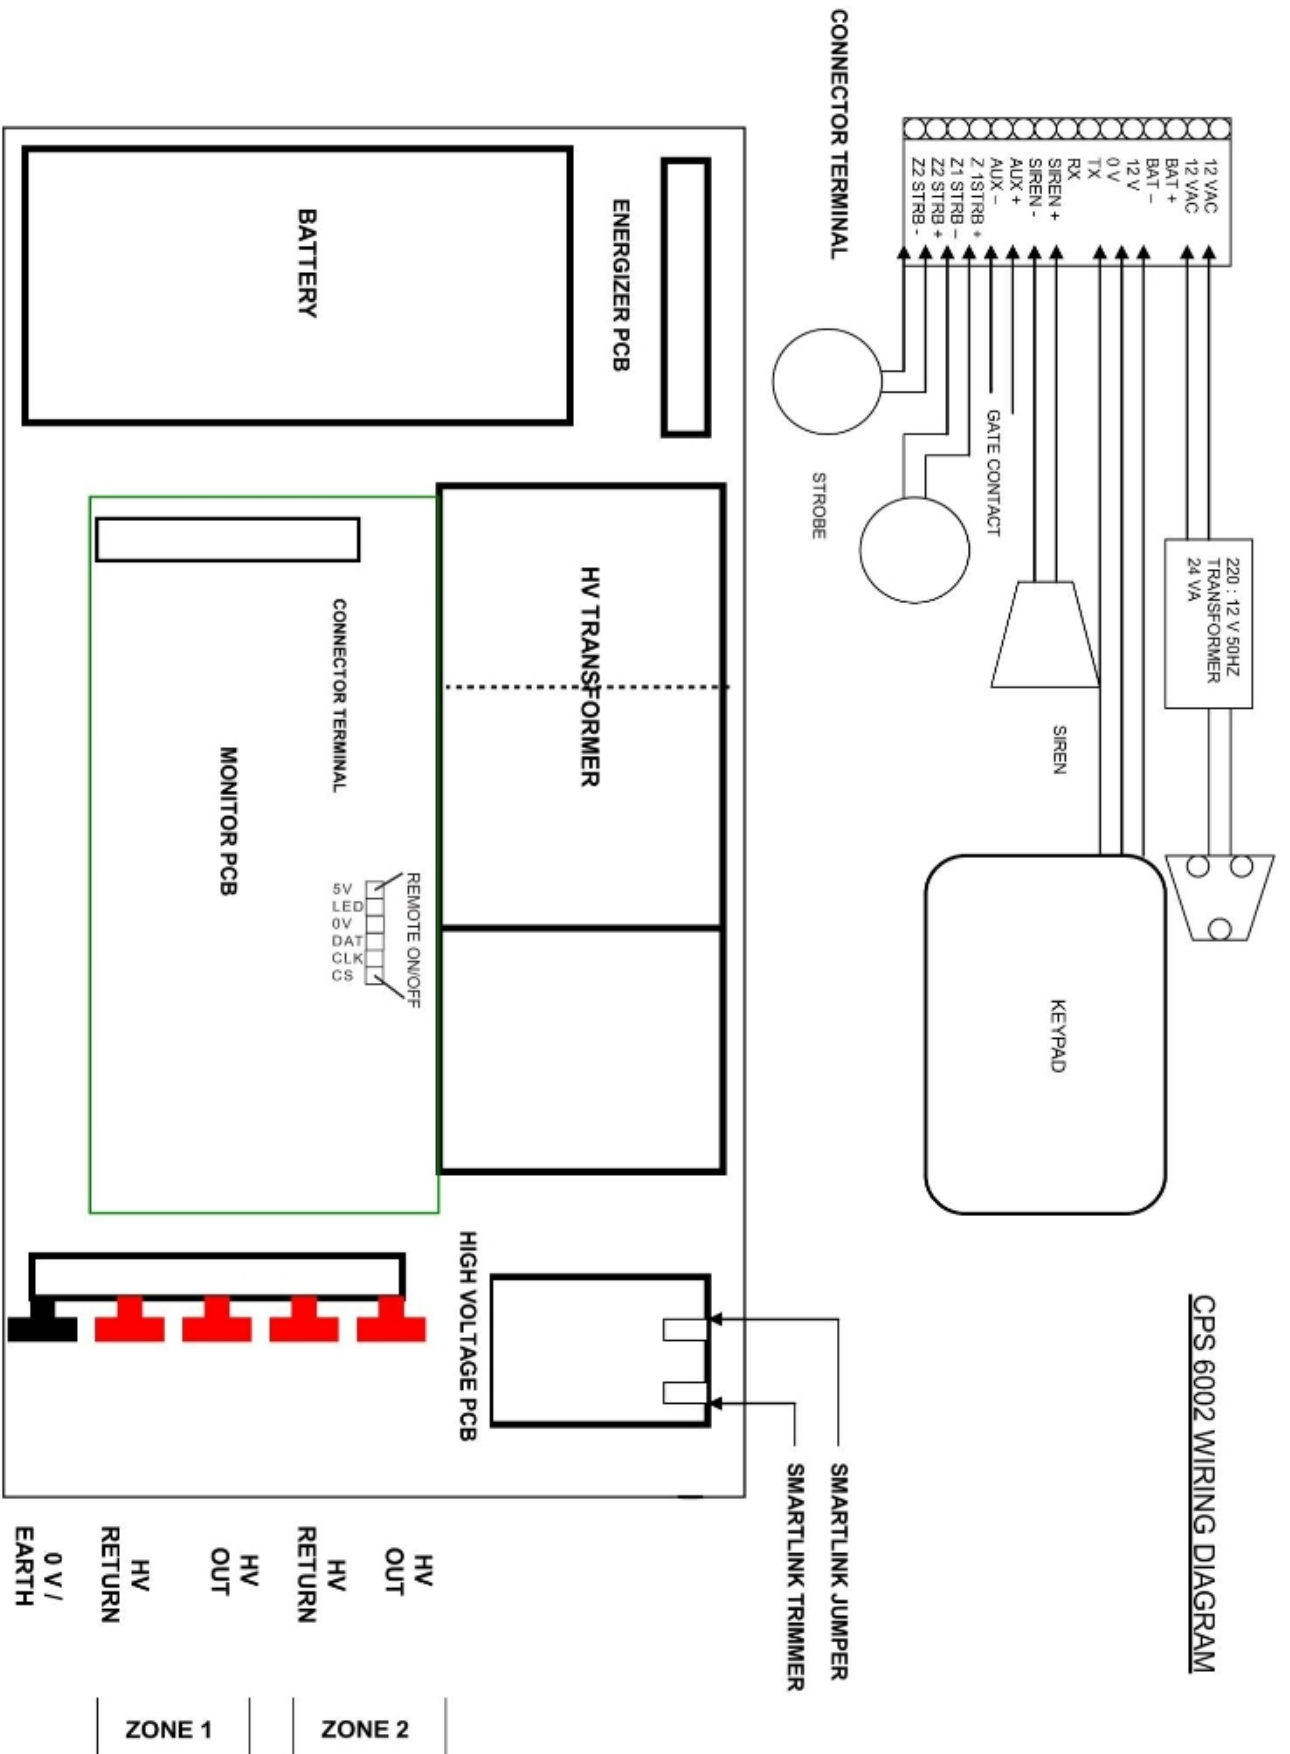 CPS 6002 WIRING DIAGRAM
12 VAC
12 VAC
BAT +
BAT –
12 V
0 V
TX
RX
SIREN +
SIREN -
AUX +
AUX –
Z 1STRB +
Z1 STRB –
Z2 STRB +
Z2 STRB -
CONNECTOR TERMINAL
220 : 12 V 50HZ
TRANSFORMER
24 VA
KEYPAD
SIREN
GATE CONTACT
STROBE
SMARTLINK JUMPER
SMARTLINK TRIMMER
ENERGIZER PCB
BATTERY
HV TRANSFORMER
HIGH VOLTAGE PCB
CONNECTOR TERMINAL
REMOTE ON/OFF
5V
LED
0V
DAT
CLK
CS
MONITOR PCB
HV
OUT
HV
RETURN
HV
OUT
HV
RETURN
0 V /
EARTH
ZONE 1
ZONE 2